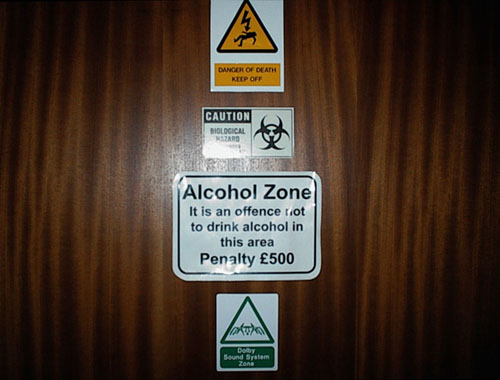 DANGER OF DEATH
KEEP OFF
CAUTION
BIOLOGICAL
HAZARD
Alcohol Zone
It is an offence not
to drink alcohol in
this area
Penalty £500
Dolby
Sound System
Zone